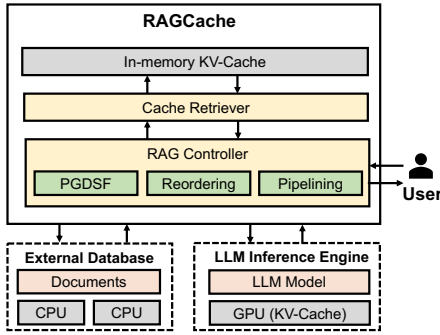 RAGCache
In-memory KV-Cache
Cache Retriever
RAG Controller
PGDSF Reordering Pipelining
User
External Database
Documents
CPU CPU
LLM Inference Engine
LLM Model
GPU (KV-Cache)